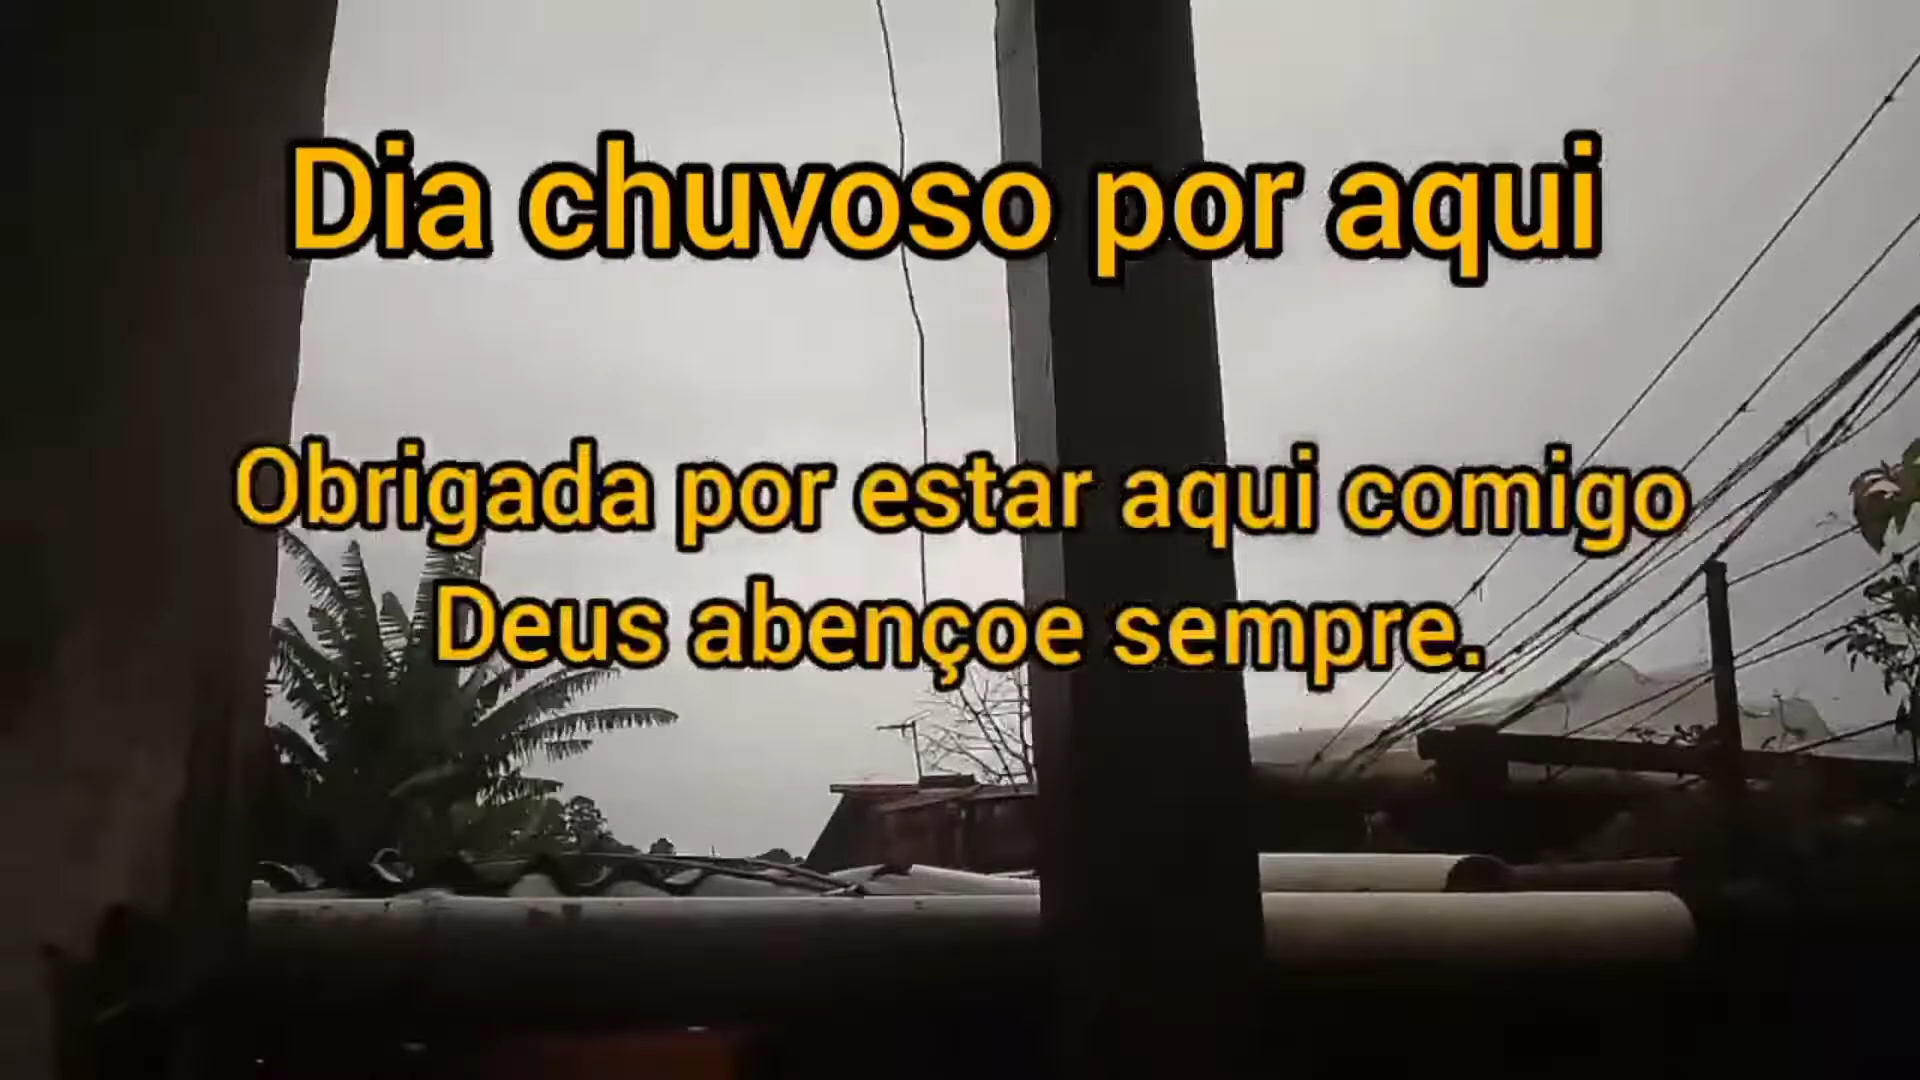 Dia chuvoso por aqui
Obrigada por estar aqui comigo
Deus abençoe sempre.